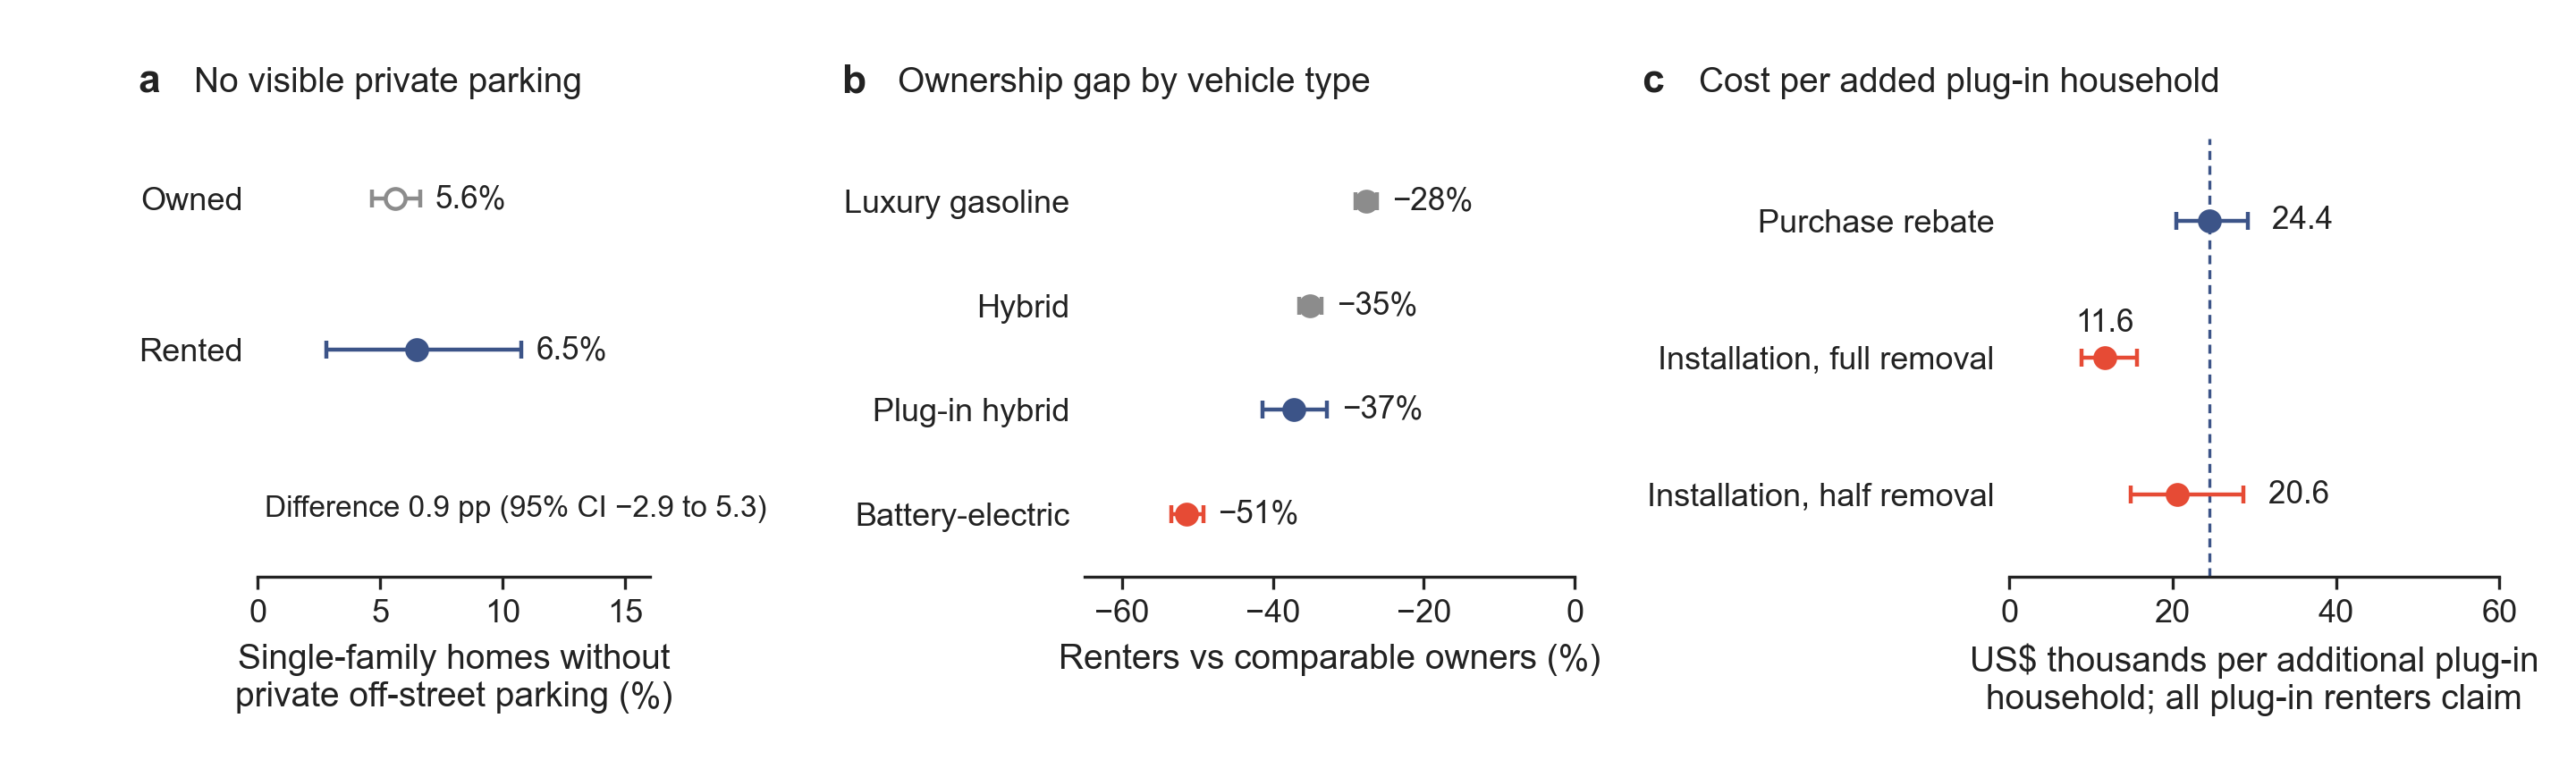 a No visible private parking
Owned
5.6%
Rented
6.5%
Difference 0.9 pp (95% CI −2.9 to 5.3)
0 5 10 15
Single-family homes without
private off-street parking (%)
b Ownership gap by vehicle type
Luxury gasoline
−28%
Hybrid
−35%
Plug-in hybrid
−37%
Battery-electric
−51%
−60 −40 −20 0
Renters vs comparable owners (%)
c Cost per added plug-in household
Purchase rebate
24.4
11.6
Installation, full removal
Installation, half removal
20.6
0 20 40 60
US$ thousands per additional plug-in
household; all plug-in renters claim